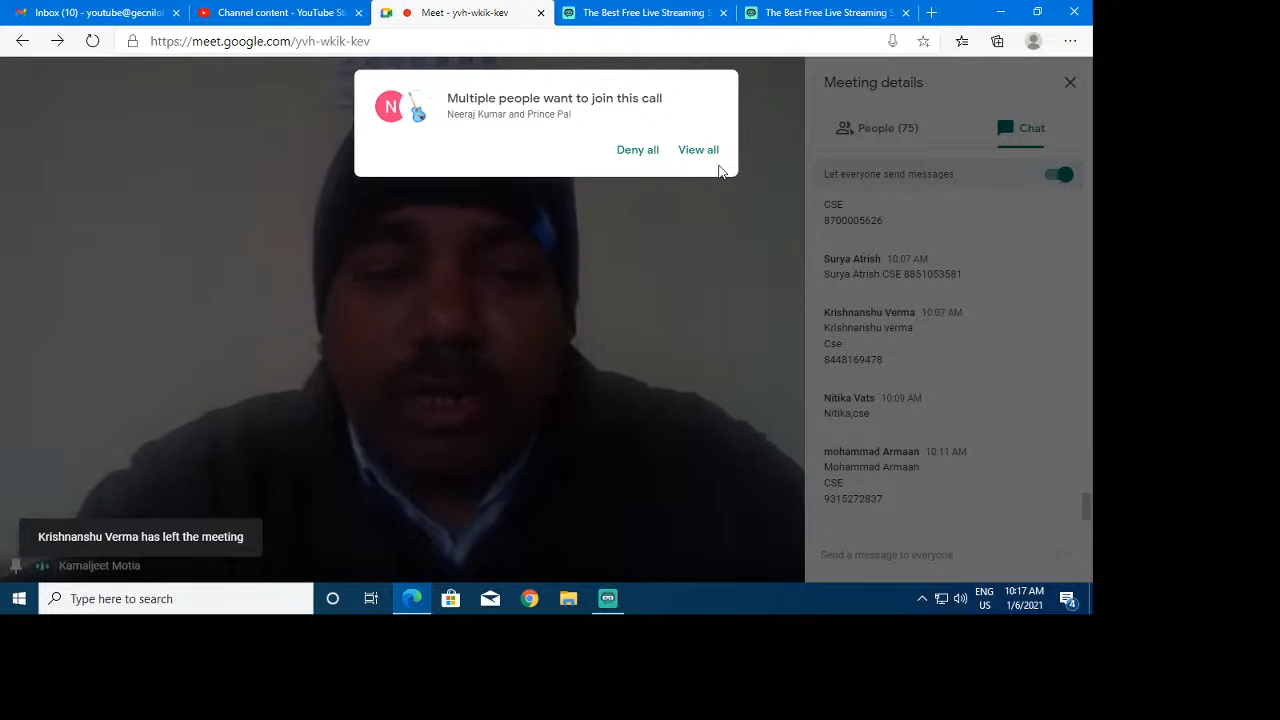 Inbox (10) - youtube@gecnilo
Channel content - YouTube St
Meet - yvh-wkik-kev
The Best Free Live Streaming S
The Best Free Live Streaming S
https://meet.google.com/yvh-wkik-kev
Multiple people want to join this call
N
Neeraj Kumar and Prince Pal
Deny all
View all
Meeting details
People (75)
Chat
Let everyone send messages
CSE
8700005626
Surya Atrish 10:07 AM
Surya Atrish CSE 8851053581
Krishnanshu Verma 10:07 AM
Krishnanshu verma
Cse
8448169478
Nitika Vats 10:09 AM
Nitika,cse
mohammad Armaan 10:11 AM
Mohammad Armaan
CSE
9315272837
Send a message to everyone
Krishnanshu Verma has left the meeting
Kamaljeet Motia
Type here to search
ENG
US
10:17 AM
1/6/2021
4